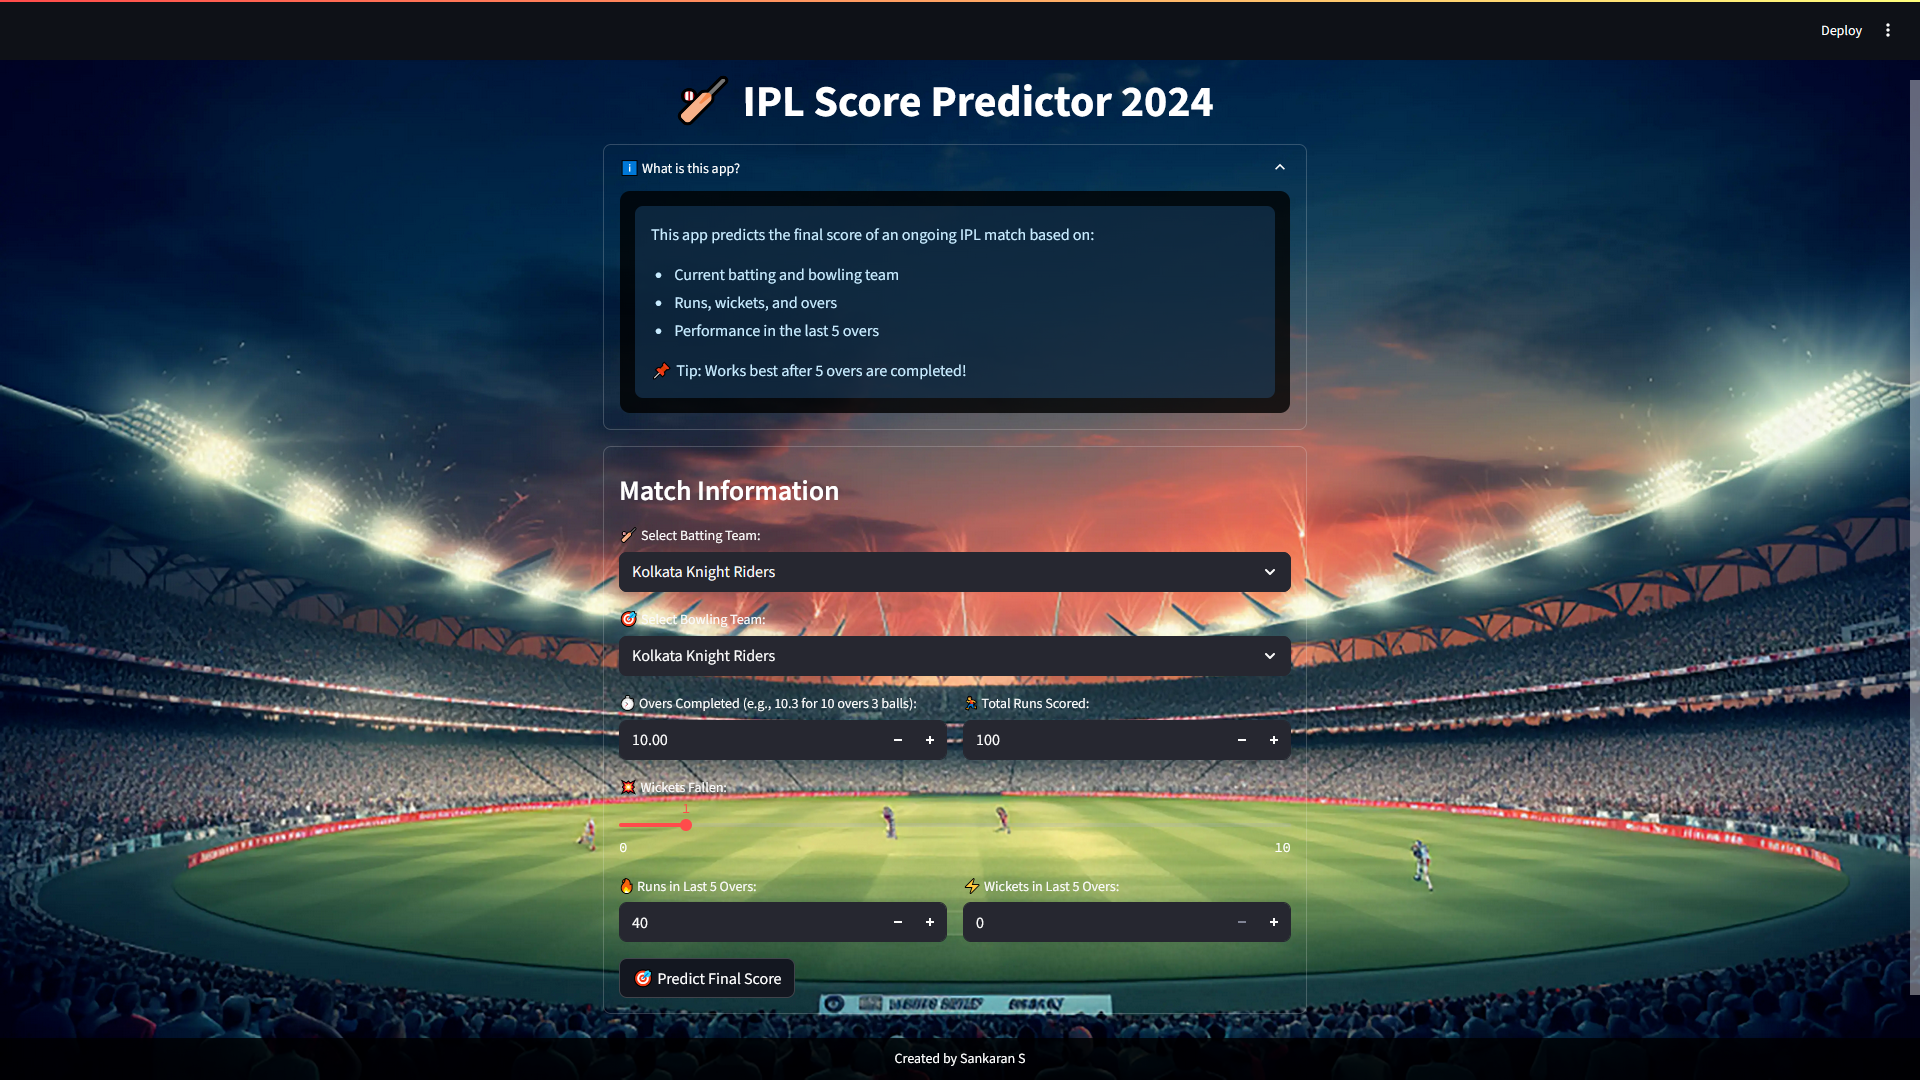 Deploy
IPL Score Predictor 2024
What is this app?
This app predicts the final score of an ongoing IPL match based on:
• Current batting and bowling team
• Runs, wickets, and overs
• Performance in the last 5 overs
Tip: Works best after 5 overs are completed!
Match Information
Select Batting Team:
Kolkata Knight Riders
Select Bowling Team:
Kolkata Knight Riders
Overs Completed (e.g., 10.3 for 10 overs 3 balls): Total Runs Scored:
10.00 − + 100 − +
Wickets Fallen:
1
0 10
Runs in Last 5 Overs: Wickets in Last 5 Overs:
40 − + 0 − +
Predict Final Score
Created by Sankaran S